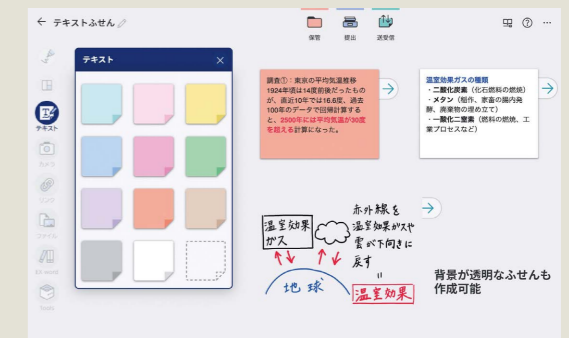 ← テキストふせん
保管
提出
送受信
テキスト
テキスト
カメラ
リンク
ファイル
Tools
調査①：東京の平均気温推移
1924年頃は14度前後だったもの
が、直近10年では16.6度、過去
100年のデータで回帰計算する
と、2500年には平均気温が30度
を超える計算になった。
温室効果ガスの種類
・二酸化炭素（化石燃料の燃焼）
・メタン（稲作、家畜の腸内発
酵、廃棄物の埋め立て）
・一酸化二窒素（燃料の燃焼、工
業プロセスなど）
温室効果
ガス
赤外線を
温室効果ガスや
雲が下向きに
戻す
=
温室効果
地球
背景が透明なふせんも
作成可能